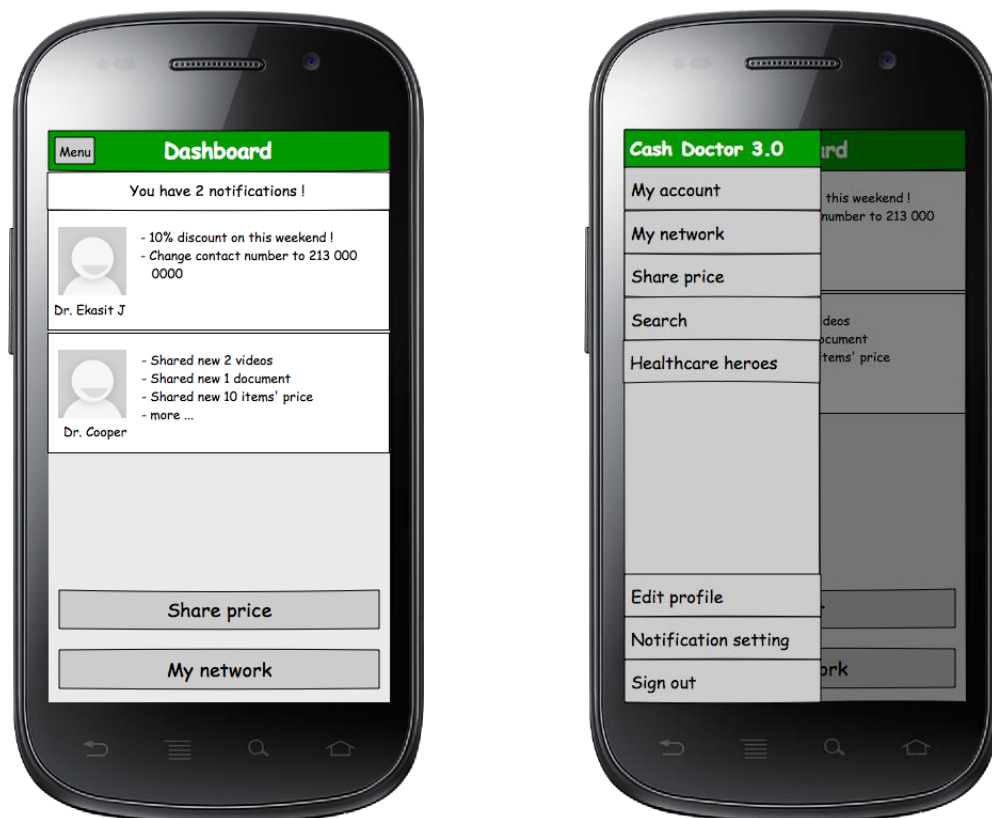 Menu
Dashboard
You have 2 notifications !
- 10% discount on this weekend !
- Change contact number to 213 000
0000
Dr. Ekasit J
- Shared new 2 videos
- Shared new 1 document
- Shared new 10 items' price
- more ...
Dr. Cooper
Share price
My network
Cash Doctor 3.0
ard
My account
this weekend !
number to 213 000
My network
Share price
Search
deos
ocument
items' price
Healthcare heroes
Edit profile
Notification setting
ork
Sign out